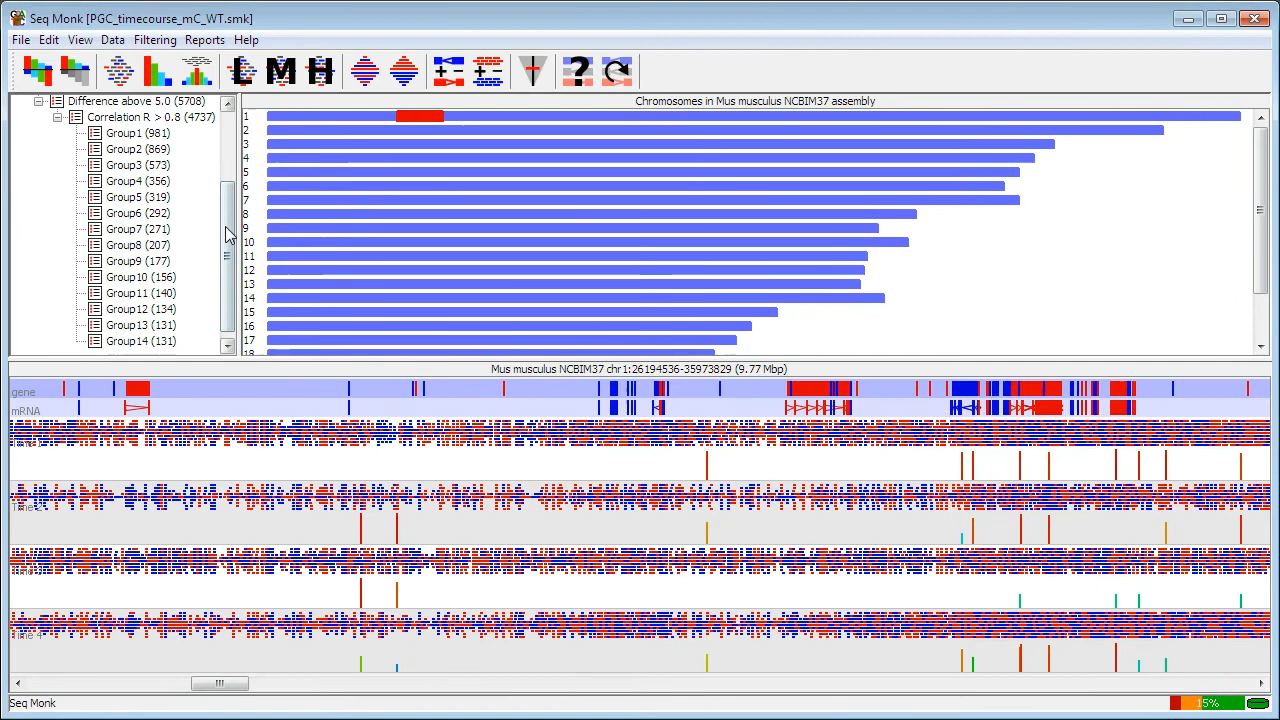 Seq Monk [PGC_timecourse_mC_WT.smk]
File Edit View Data Filtering Reports Help
L M H ?
Difference above 5.0 (5708)
Correlation R > 0.8 (4737)
Group1 (981)
Group2 (869)
Group3 (573)
Group4 (356)
Group5 (319)
Group6 (292)
Group7 (271)
Group8 (207)
Group9 (177)
Group10 (156)
Group11 (140)
Group12 (134)
Group13 (131)
Group14 (131)
Chromosomes in Mus musculus NCBIM37 assembly
1
2
3
4
5
6
7
8
9
10
11
12
13
14
15
16
17
18
Mus musculus NCBIM37 chr1:26194536-35973829 (9.77 Mbp)
gene
mRNA
Time 2
Time 4
Seq Monk
15%